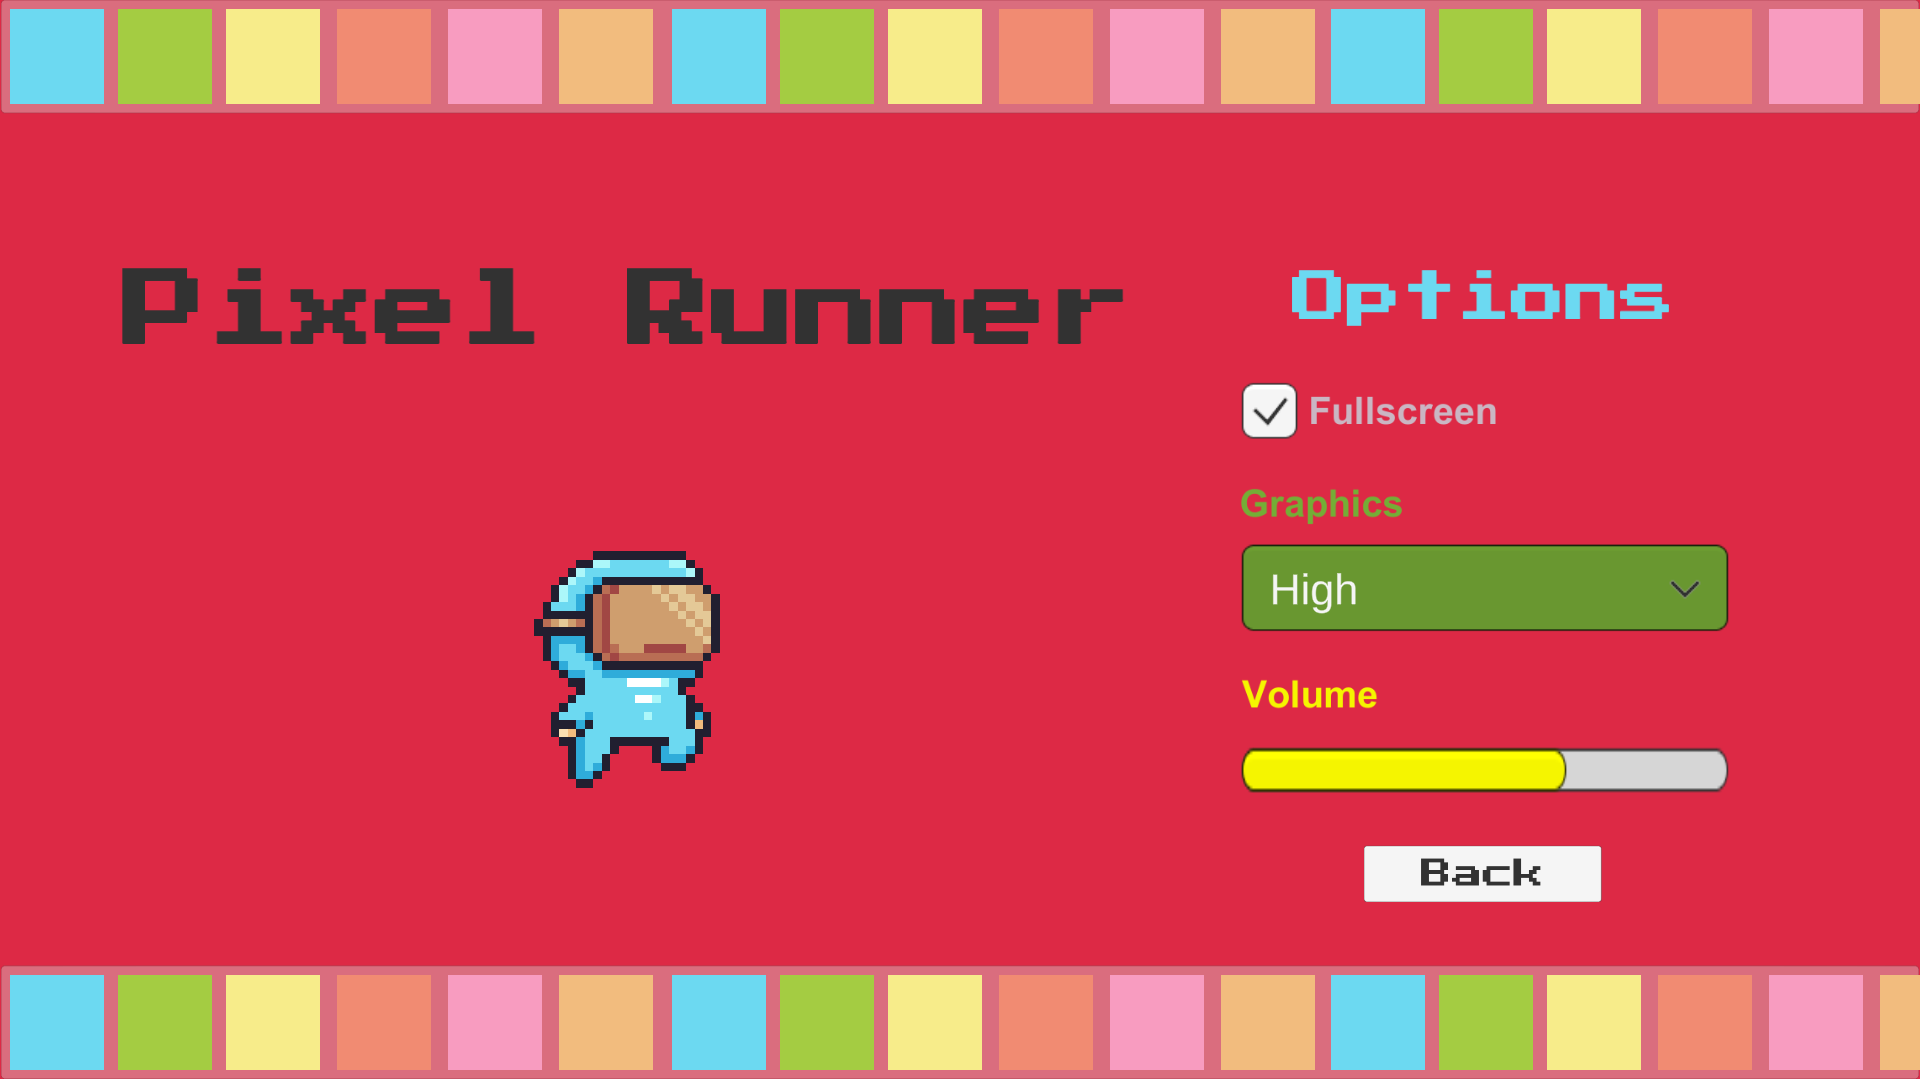 Pixel Runner
Options
Fullscreen
Graphics
High
Volume
Back